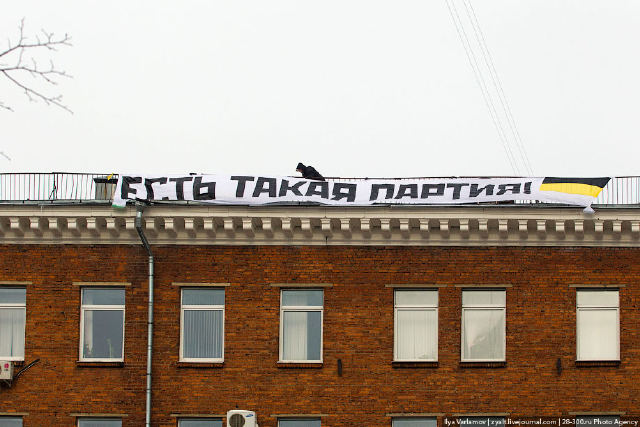 ЕСТЬ ТАКАЯ ПАРТИЯ!
Ilya Varlamov | zyalt.livejournal.com | 28-300.ru Photo Agency